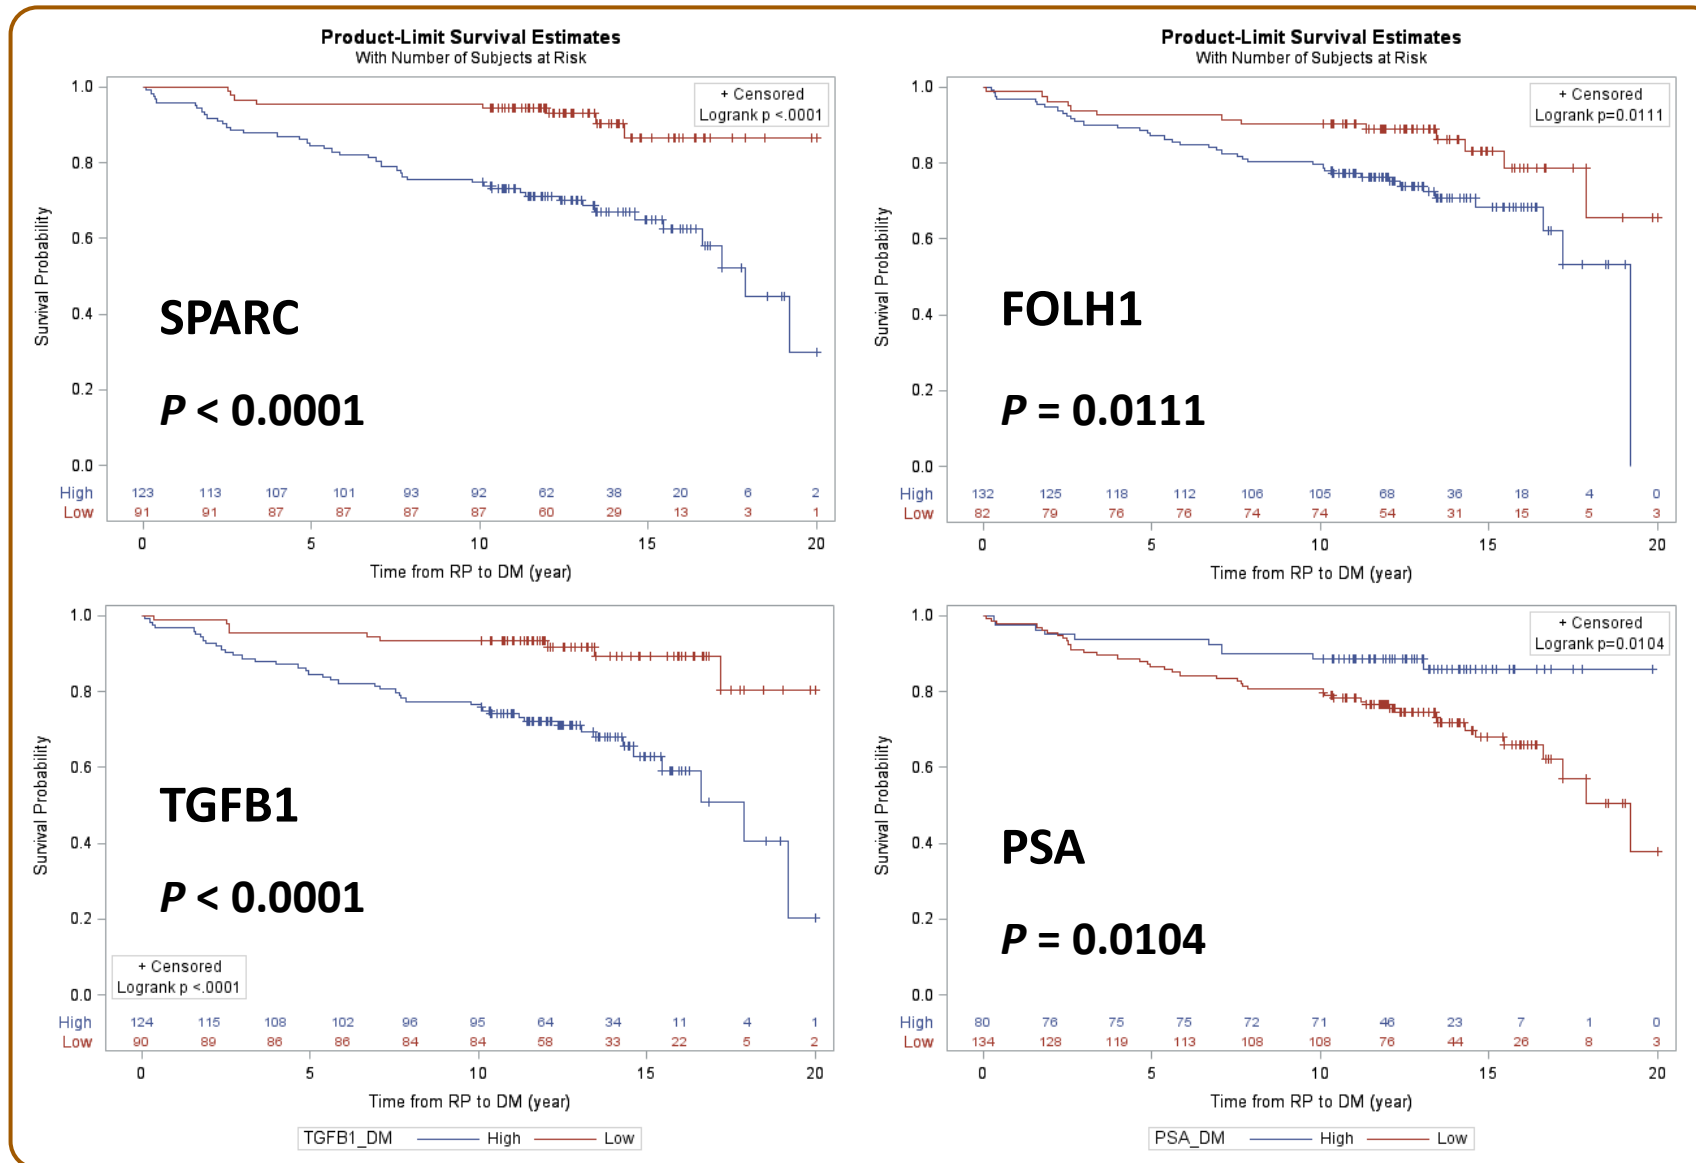 Product-Limit Survival Estimates
With Number of Subjects at Risk
+ Censored
Logrank p <.0001
1.0
0.8
0.6
0.4
0.2
0.0
Survival Probability
SPARC
P < 0.0001
High 123 113 107 101 93 92 62 38 20 6 2
Low 91 91 87 87 87 87 60 29 13 3 1
0 5 10 15 20
Time from RP to DM (year)
Product-Limit Survival Estimates
With Number of Subjects at Risk
+ Censored
Logrank p=0.0111
1.0
0.8
0.6
0.4
0.2
0.0
Survival Probability
FOLH1
P = 0.0111
High 132 125 118 112 106 105 68 36 18 4 0
Low 82 79 76 76 74 74 54 31 15 5 3
0 5 10 15 20
Time from RP to DM (year)
1.0
0.8
0.6
0.4
0.2
0.0
Survival Probability
TGFB1
P < 0.0001
+ Censored
Logrank p <.0001
High 124 115 108 102 96 95 64 34 11 4 1
Low 90 89 86 86 84 84 58 33 22 5 2
0 5 10 15 20
Time from RP to DM (year)
TGFB1_DM High Low
+ Censored
Logrank p=0.0104
1.0
0.8
0.6
0.4
0.2
0.0
Survival Probability
PSA
P = 0.0104
High 80 76 75 75 72 71 46 23 7 1 0
Low 134 128 119 113 108 108 76 44 26 8 3
0 5 10 15 20
Time from RP to DM (year)
PSA_DM High Low